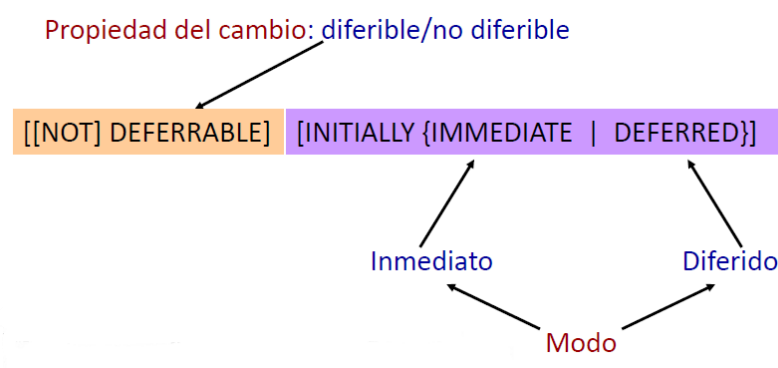 Propiedad del cambio: diferible/no diferible
[[NOT] DEFERRABLE] [INITIALLY {IMMEDIATE | DEFERRED}]
Inmediato Diferido
Modo